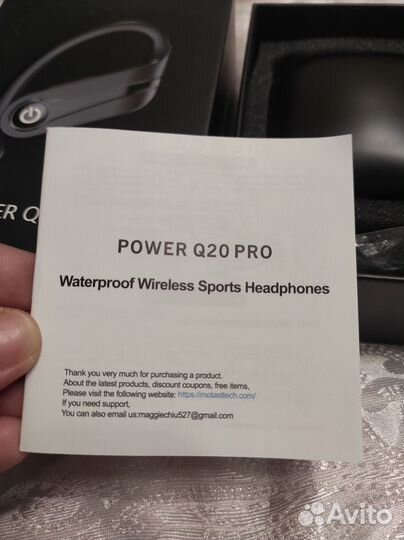 ER Q
POWER Q20 PRO
Waterproof Wireless Sports Headphones
Thank you very much for purchasing a product.
About the latest products, discount coupons, free items,
Please visit the following website: https://motasttech.com/
If you need support,
You can also email us:maggiechiu527@gmail.com
Avito